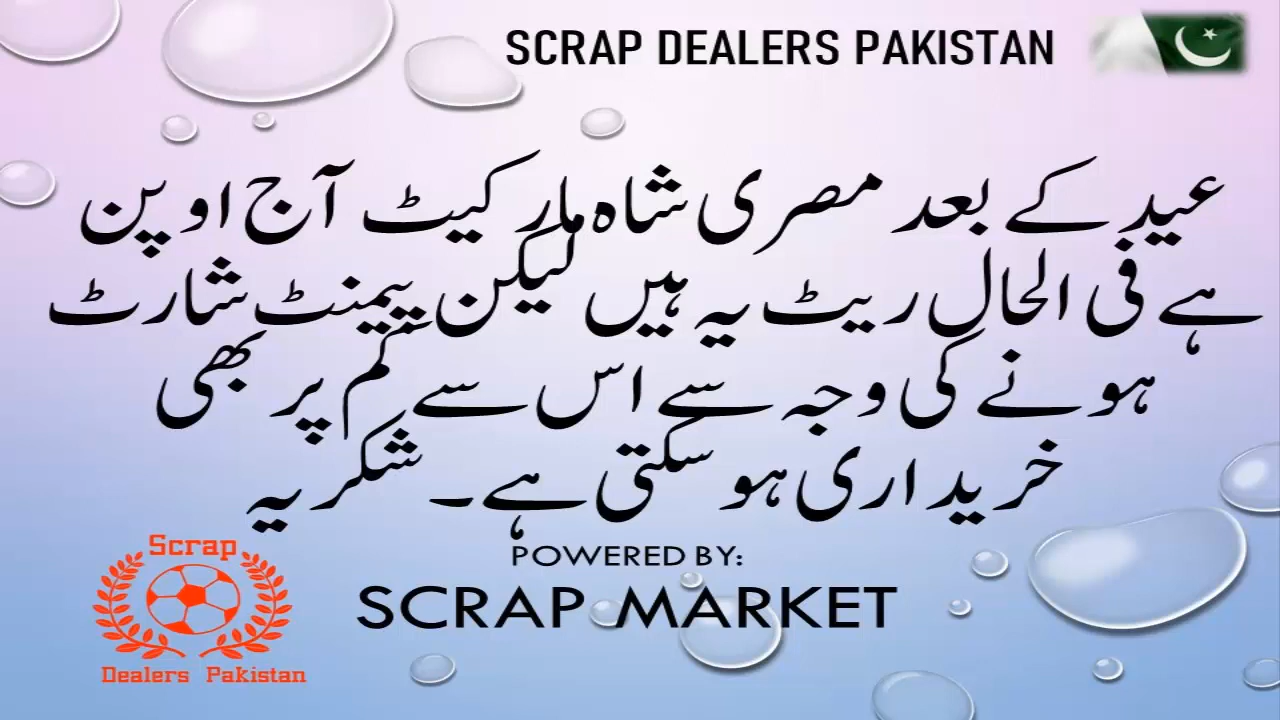 SCRAP DEALERS PAKISTAN
عید کے بعد مصری شاہ مارکیٹ آج اوپن
ہے فی الحال ریٹ یہ ہیں لیکن پیمنٹ شارٹ
ہونے کی وجہ سے اس سے کم پر بھی
خریداری ہوسکتی ہے۔ شکریہ
POWERED BY:
SCRAP MARKET
Scrap
Dealers Pakistan